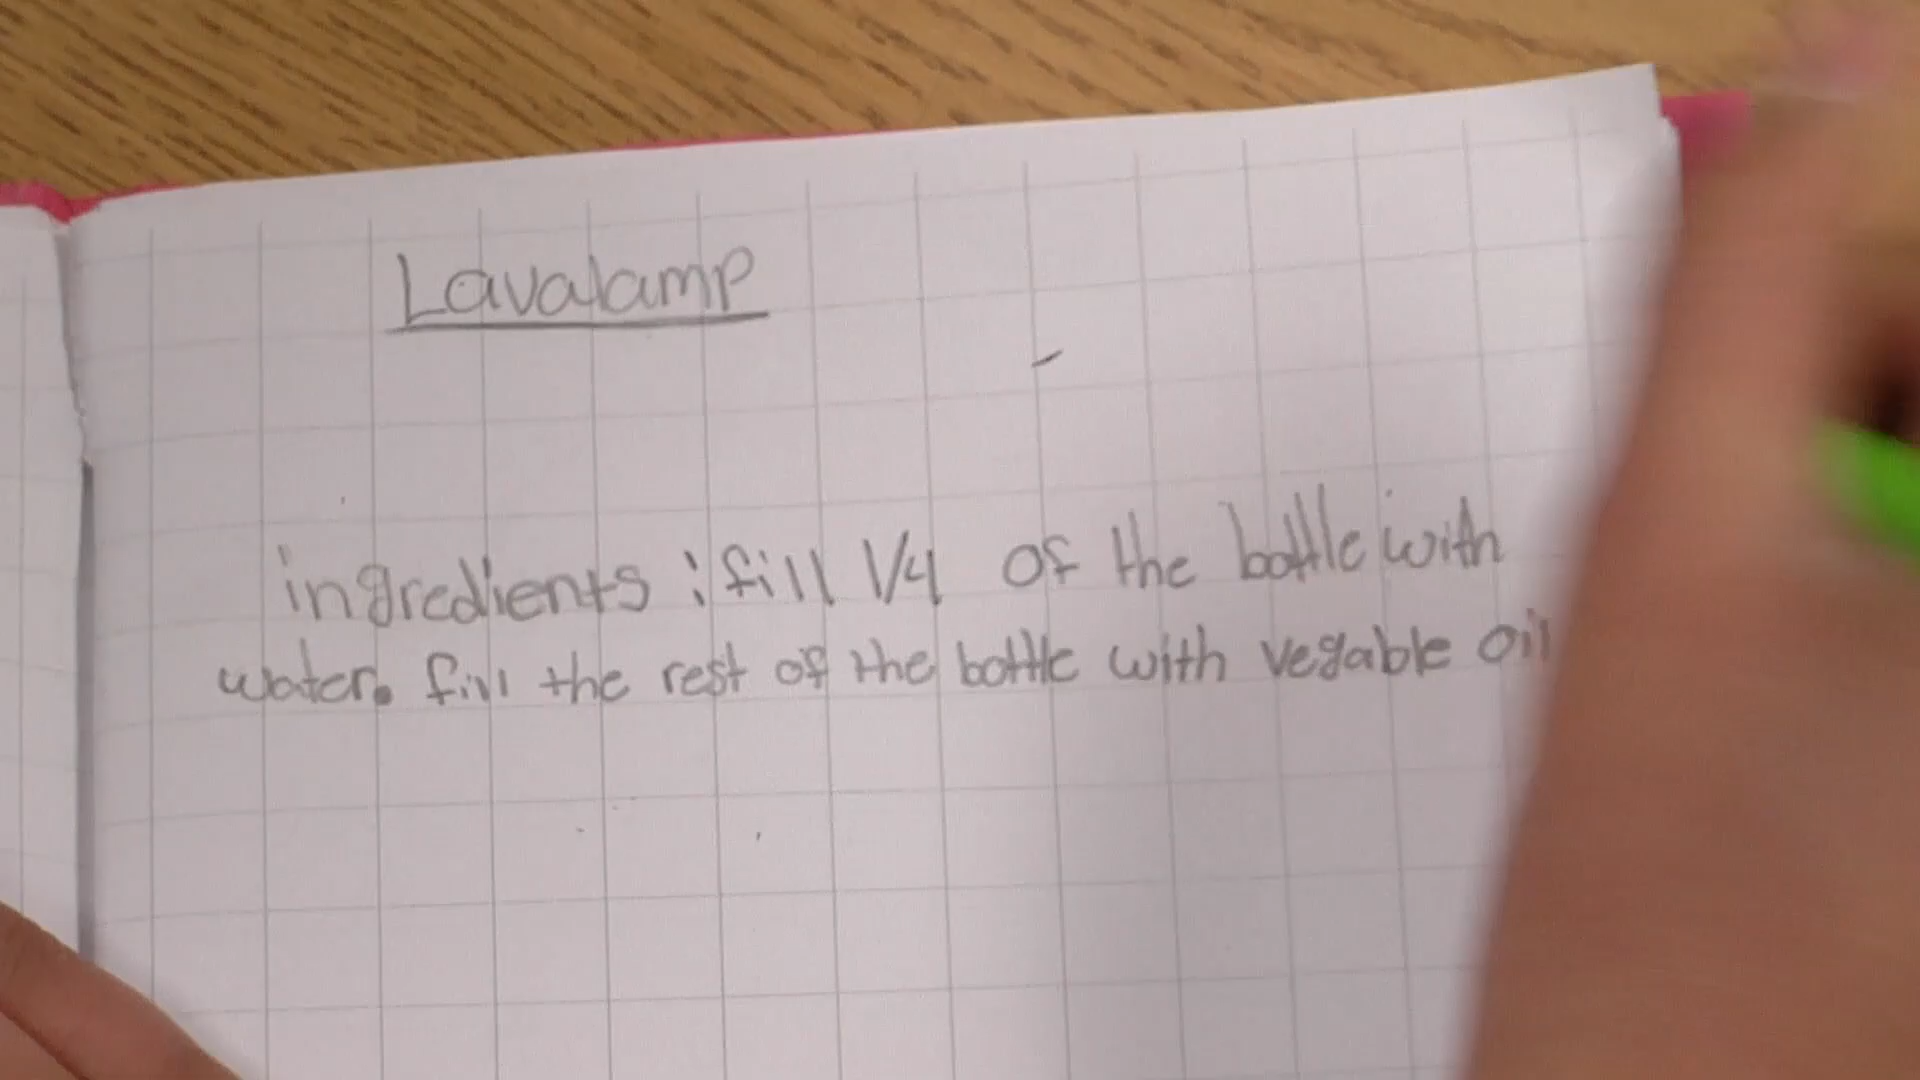 Lavalamp
ingredients : fill 1/4 of the bottle with
water. fill the rest of the bottle with vegable oil